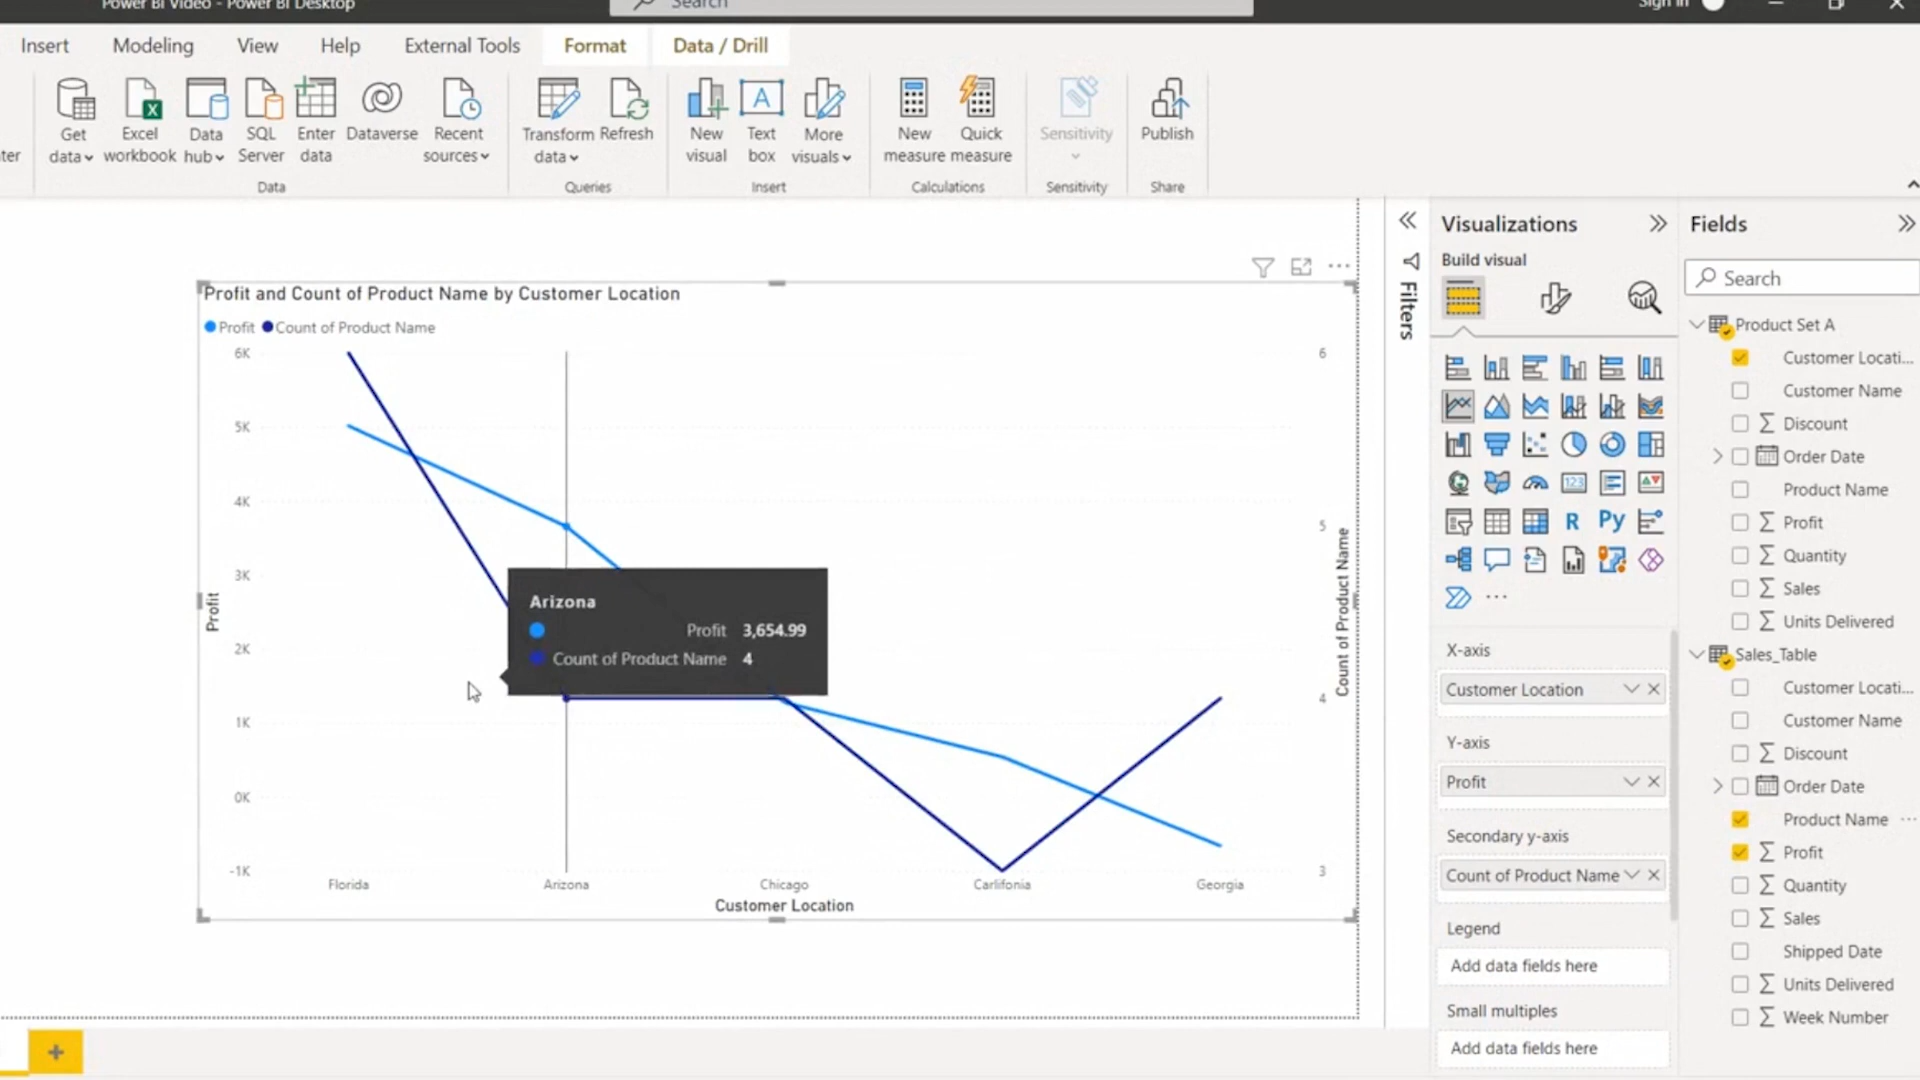 Power BI Video - Power BI Desktop
Search
Sign in
Insert
Modeling
View
Help
External Tools
Format
Data / Drill
ter
Get data
Excel workbook
Data hub
SQL Server
Enter data
Dataverse
Recent sources
Transform data
Refresh
New visual
Text box
More visuals
New measure
Quick measure
Sensitivity
Publish
Data
Queries
Insert
Calculations
Sensitivity
Share
Profit and Count of Product Name by Customer Location
Profit
Count of Product Name
6K
5K
4K
3K
2K
1K
0K
-1K
Profit
6
5
4
3
Count of Product Name
Arizona
Profit 3,654.99
Count of Product Name 4
Florida
Arizona
Chicago
Carlifonia
Georgia
Customer Location
Filters
Visualizations
Build visual
123
R
Py
X-axis
Customer Location
Y-axis
Profit
Secondary y-axis
Count of Product Name
Legend
Add data fields here
Small multiples
Add data fields here
Fields
Search
Product Set A
Customer Locati...
Customer Name
Discount
Order Date
Product Name
Profit
Quantity
Sales
Units Delivered
Sales_Table
Customer Locati...
Customer Name
Discount
Order Date
Product Name
Profit
Quantity
Sales
Shipped Date
Units Delivered
Week Number